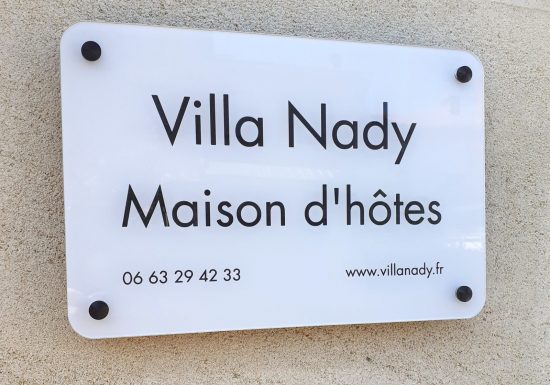 Villa Nady
Maison d'hôtes
06 63 29 42 33 www.villanady.fr